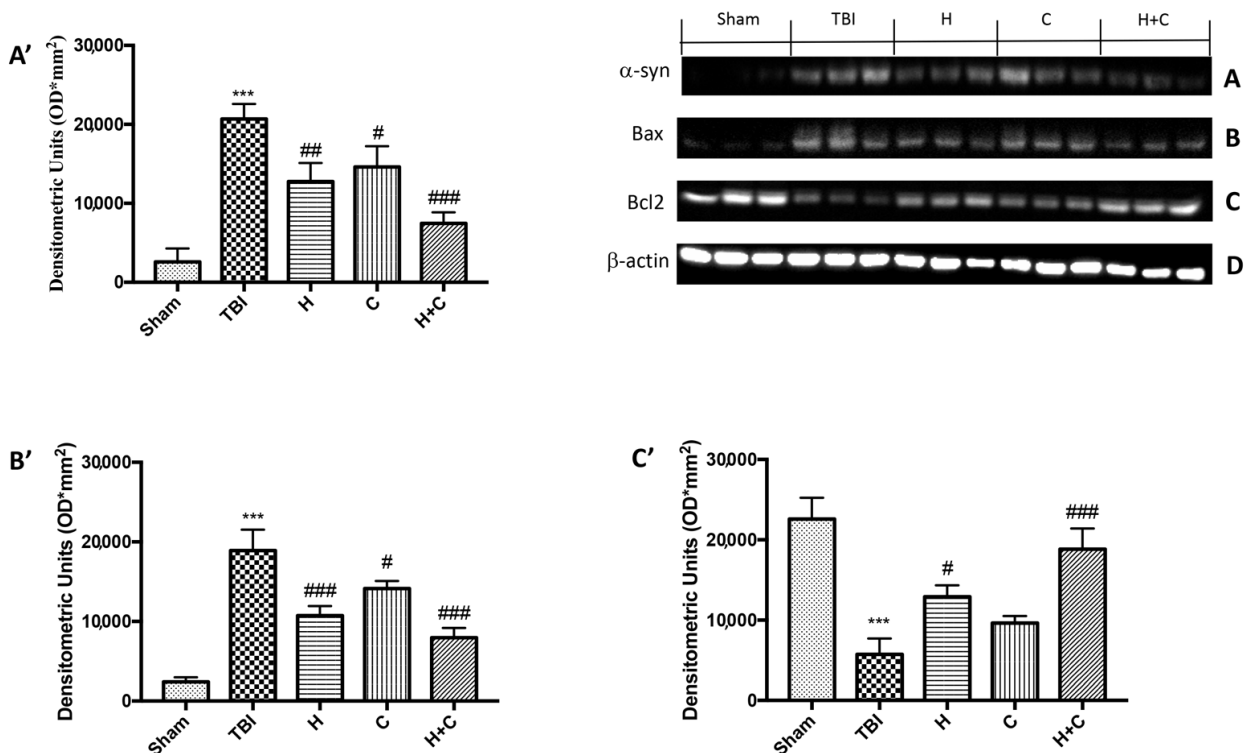 A’
Densitometric Units (OD*mm²)
30,000
20,000
10,000
0
***
##
#
###
Sham
TBI
H
C
H+C
Sham TBI H C H+C
α-syn A
Bax B
Bcl2 C
β-actin D
B’
Densitometric Units (OD*mm²)
30,000
20,000
10,000
0
***
###
#
###
Sham
TBI
H
C
H+C
C’
Densitometric Units (OD*mm²)
30,000
20,000
10,000
0
***
#
###
Sham
TBI
H
C
H+C